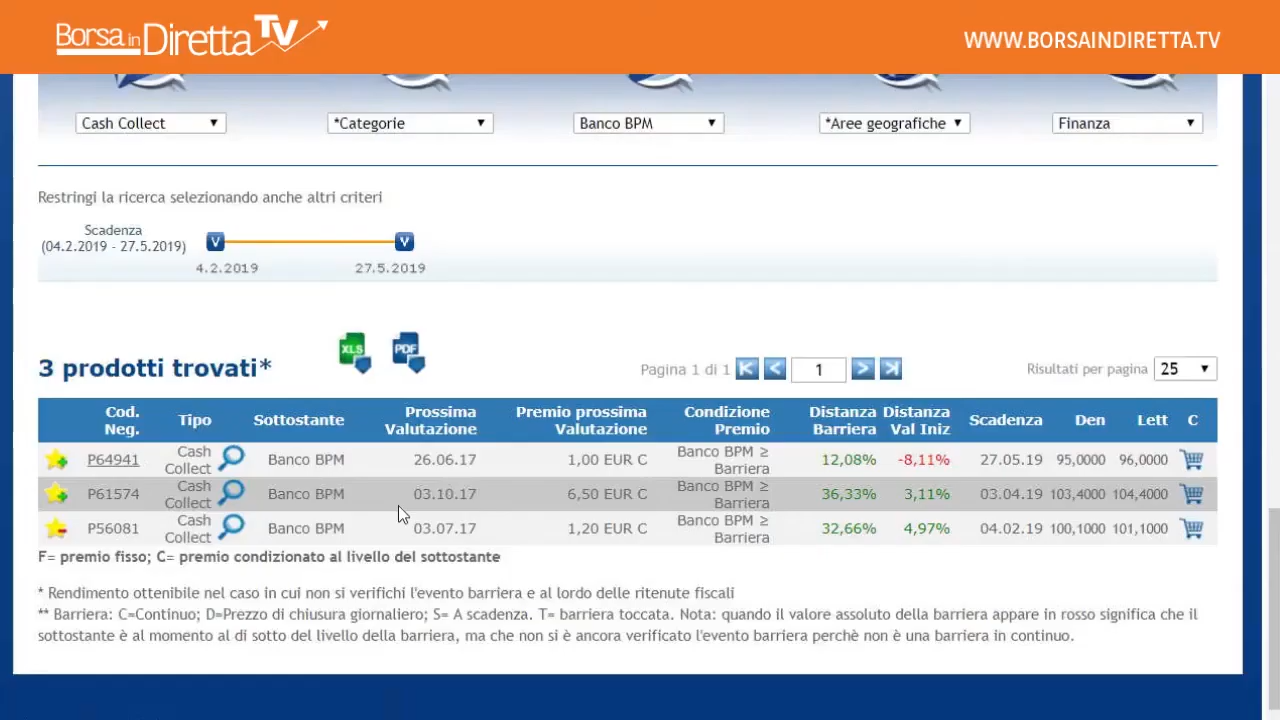 Borsa in Diretta TV
WWW.BORSAINDIRETTA.TV
Cash Collect
*Categorie
Banco BPM
*Aree geografiche
Finanza
Restringi la ricerca selezionando anche altri criteri
Scadenza
(04.2.2019 - 27.5.2019)
V V
4.2.2019 27.5.2019
3 prodotti trovati*
XLS PDF
Pagina 1 di 1 1
Risultati per pagina 25
Cod. Neg. Tipo Sottostante Prossima Valutazione Premio prossima Valutazione Condizione Premio Distanza Barriera Distanza Val Iniz Scadenza Den Lett C
P64941 Cash Collect Banco BPM 26.06.17 1,00 EUR C Banco BPM ≥ Barriera 12,08% -8,11% 27.05.19 95,0000 96,0000
P61574 Cash Collect Banco BPM 03.10.17 6,50 EUR C Banco BPM ≥ Barriera 36,33% 3,11% 03.04.19 103,4000 104,4000
P56081 Cash Collect Banco BPM 03.07.17 1,20 EUR C Banco BPM ≥ Barriera 32,66% 4,97% 04.02.19 100,1000 101,1000
F= premio fisso; C= premio condizionato al livello del sottostante
* Rendimento ottenibile nel caso in cui non si verifichi l'evento barriera e al lordo delle ritenute fiscali
** Barriera: C=Continuo; D=Prezzo di chiusura giornaliero; S= A scadenza. T= barriera toccata. Nota: quando il valore assoluto della barriera appare in rosso significa che il
sottostante è al momento al di sotto del livello della barriera, ma che non si è ancora verificato l'evento barriera perchè non è una barriera in continuo.